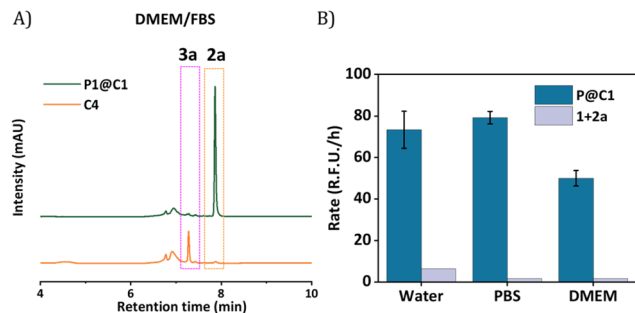 A)
DMEM/FBS
3a 2a
P1@C1
C4
Intensity (mAU)
4 6 7 8 10
Retention time (min)
B)
100
80
60
40
20
0
Rate (R.F.U./h)
P@C1
1+2a
Water PBS DMEM